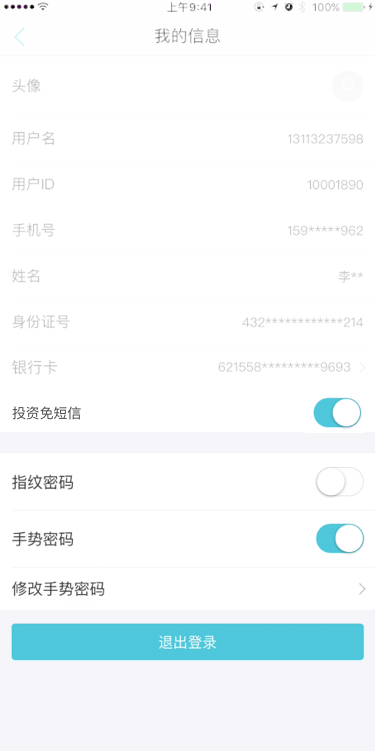 上午9:41
100%
我的信息
头像
用户名 13113237598
用户ID 10001890
手机号 159*****962
姓名 李**
身份证号 432************214
银行卡 621558*********9693
投资免短信
指纹密码
手势密码
修改手势密码
退出登录